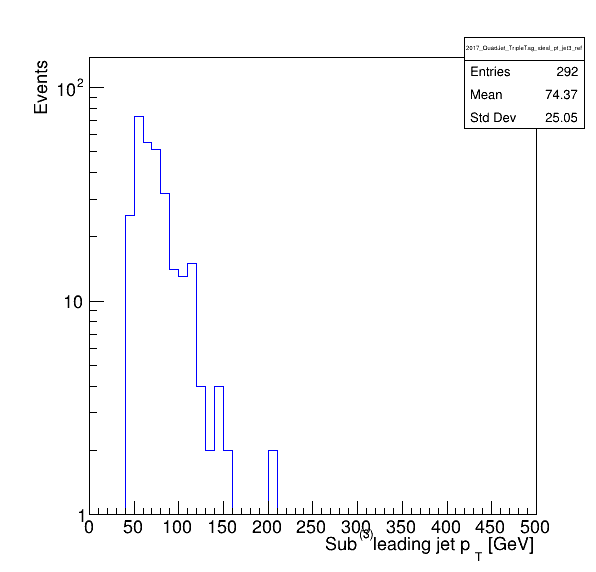 2017_QuadJet_TripleTag_ideal_pt_jet3_ref
Entries 292
Mean 74.37
Std Dev 25.05
Events
10²
10
1
0 50 100 150 200 250 300 350 400 450 500
Sub⁽³⁾leading jet p_T [GeV]